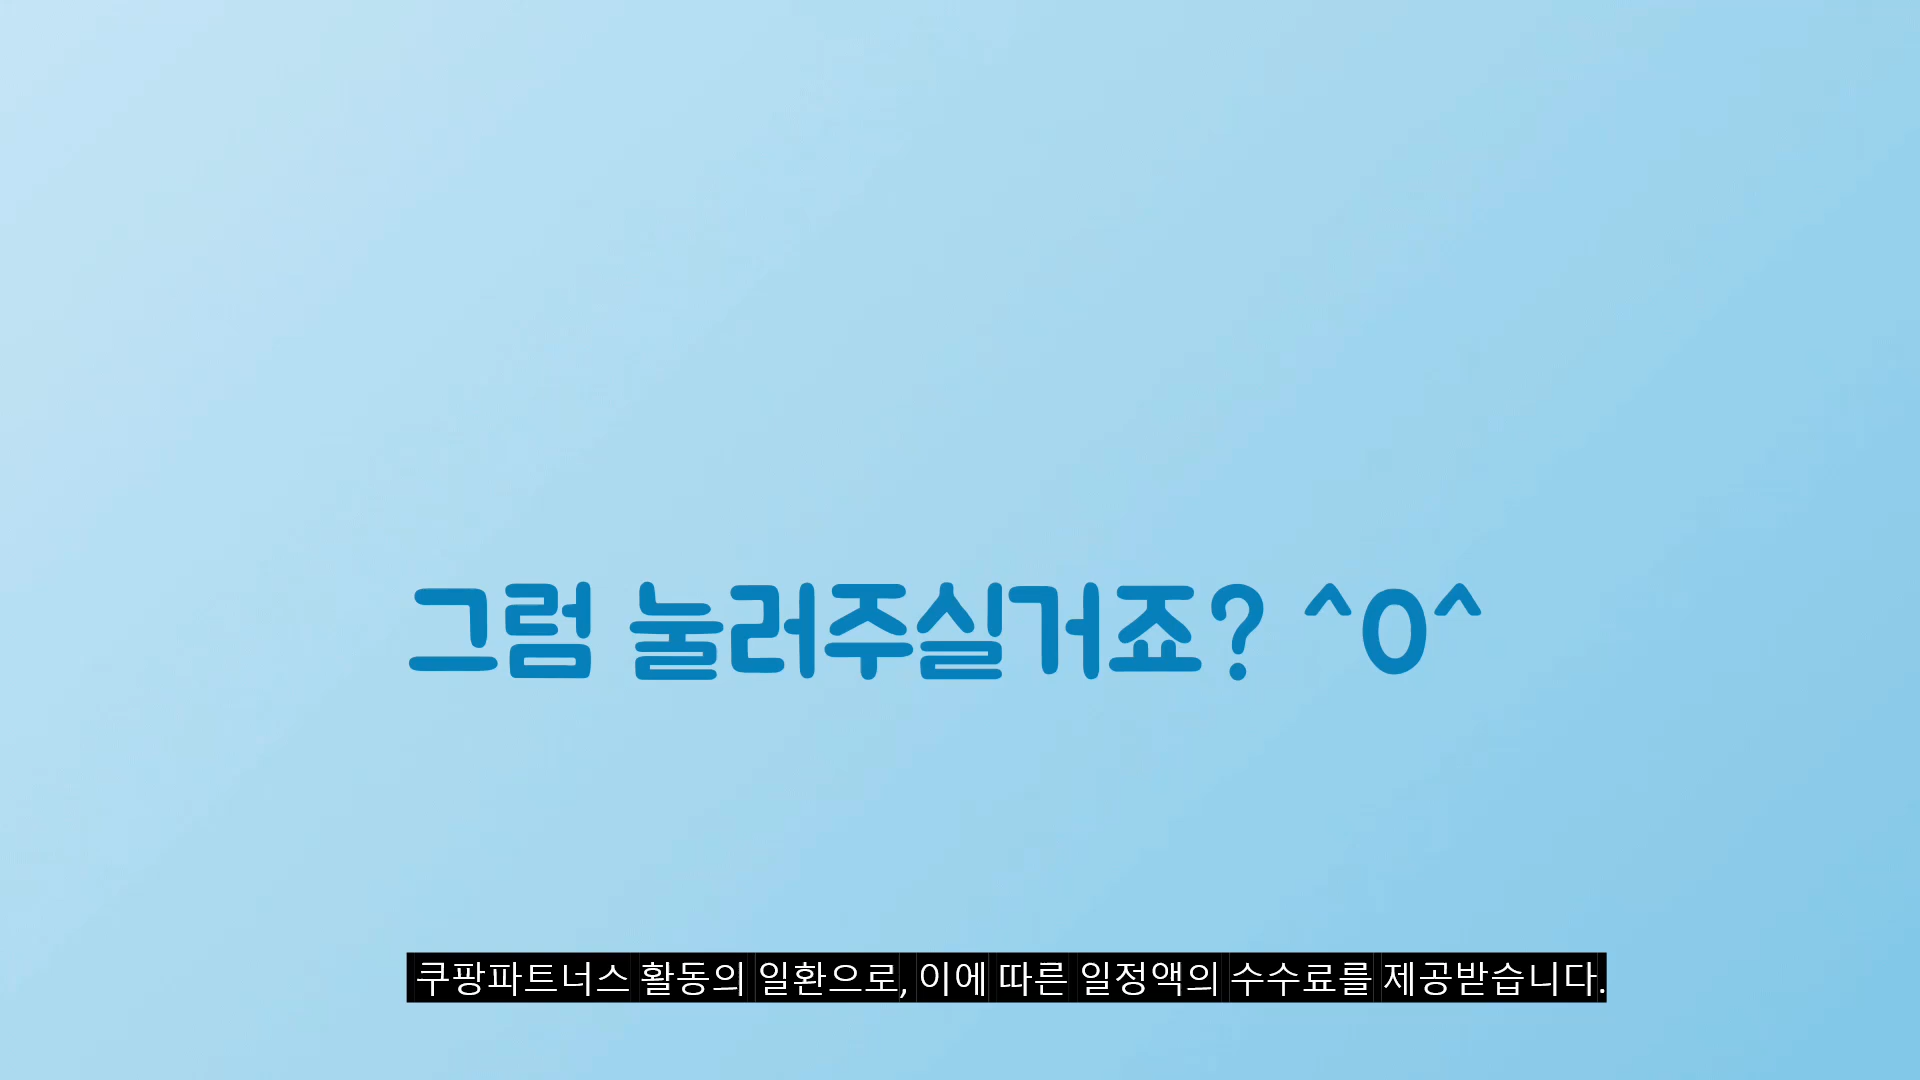 그럼 눌러주실거죠? ^0^
쿠팡파트너스 활동의 일환으로, 이에 따른 일정액의 수수료를 제공받습니다.